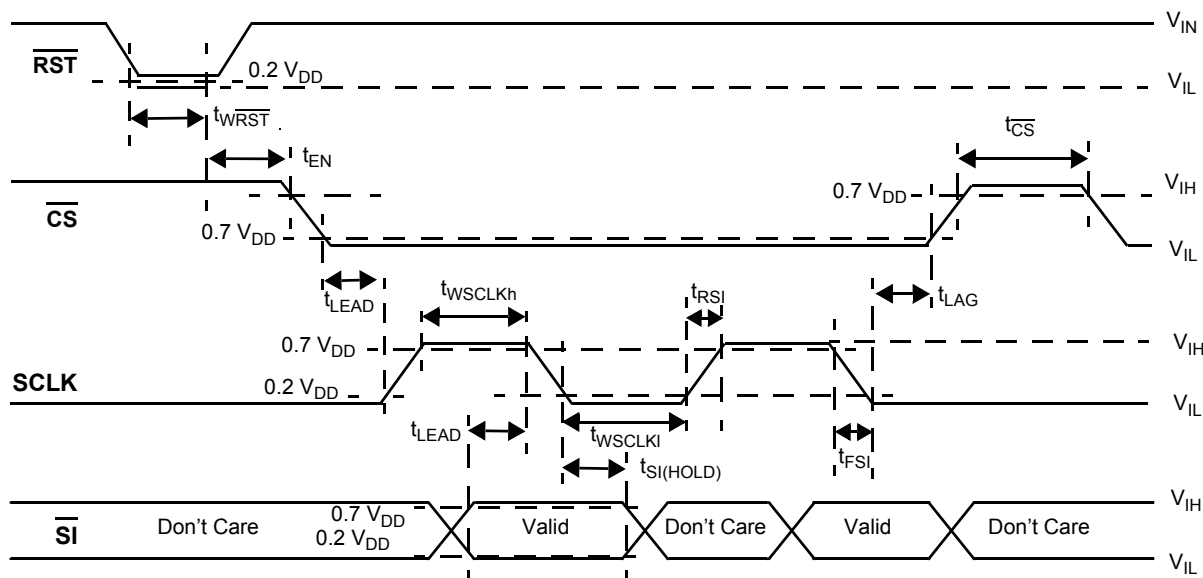 V_IN
RST
0.2 V_DD
V_IL
t_WRST
t_CS
t_EN
V_IH
0.7 V_DD
CS
0.7 V_DD
V_IL
t_LEAD
t_WSCLKh
t_RSI
t_LAG
0.7 V_DD
V_IH
SCLK
0.2 V_DD
V_IL
t_LEAD
t_WSCLKl
t_FSI
t_SI(HOLD)
V_IH
SI
Don't Care
0.7 V_DD
0.2 V_DD
Valid
Don't Care
Valid
Don't Care
V_IL